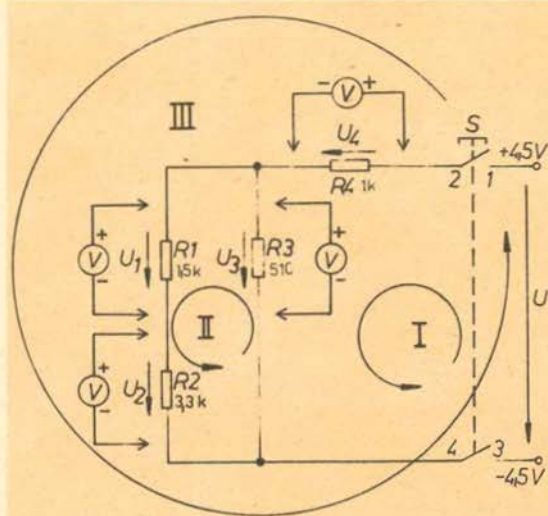 - V +
III
U4
S
+4,5V
R4 1k
2 1
+
V
-
U1
R1
1,5k
U3
R3
510
+
V
-
U
II
I
+
V
-
U2
R2
3,3k
4 3
-4,5V